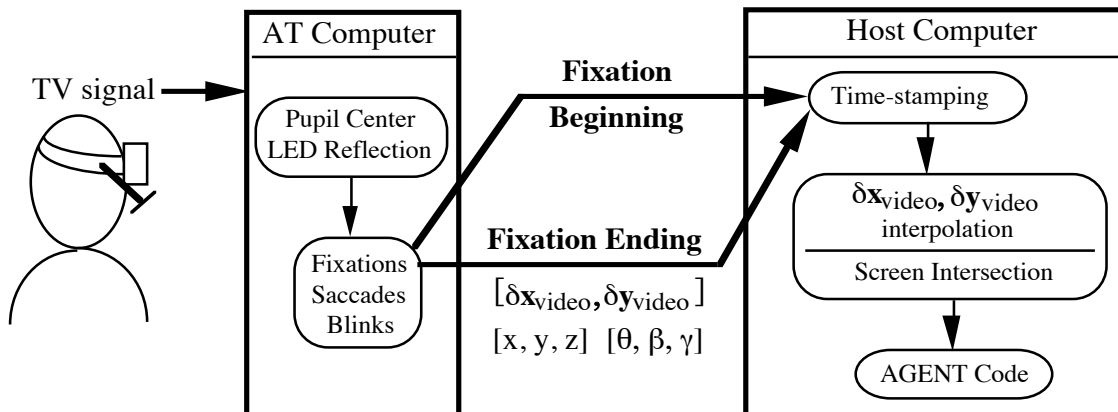 TV signal
AT Computer
Pupil Center
LED Reflection
Fixations
Saccades
Blinks
Fixation
Beginning
Fixation Ending
[δxvideo, δyvideo]
[x, y, z] [θ, β, γ]
Host Computer
Time-stamping
δxvideo, δyvideo
interpolation
Screen Intersection
AGENT Code